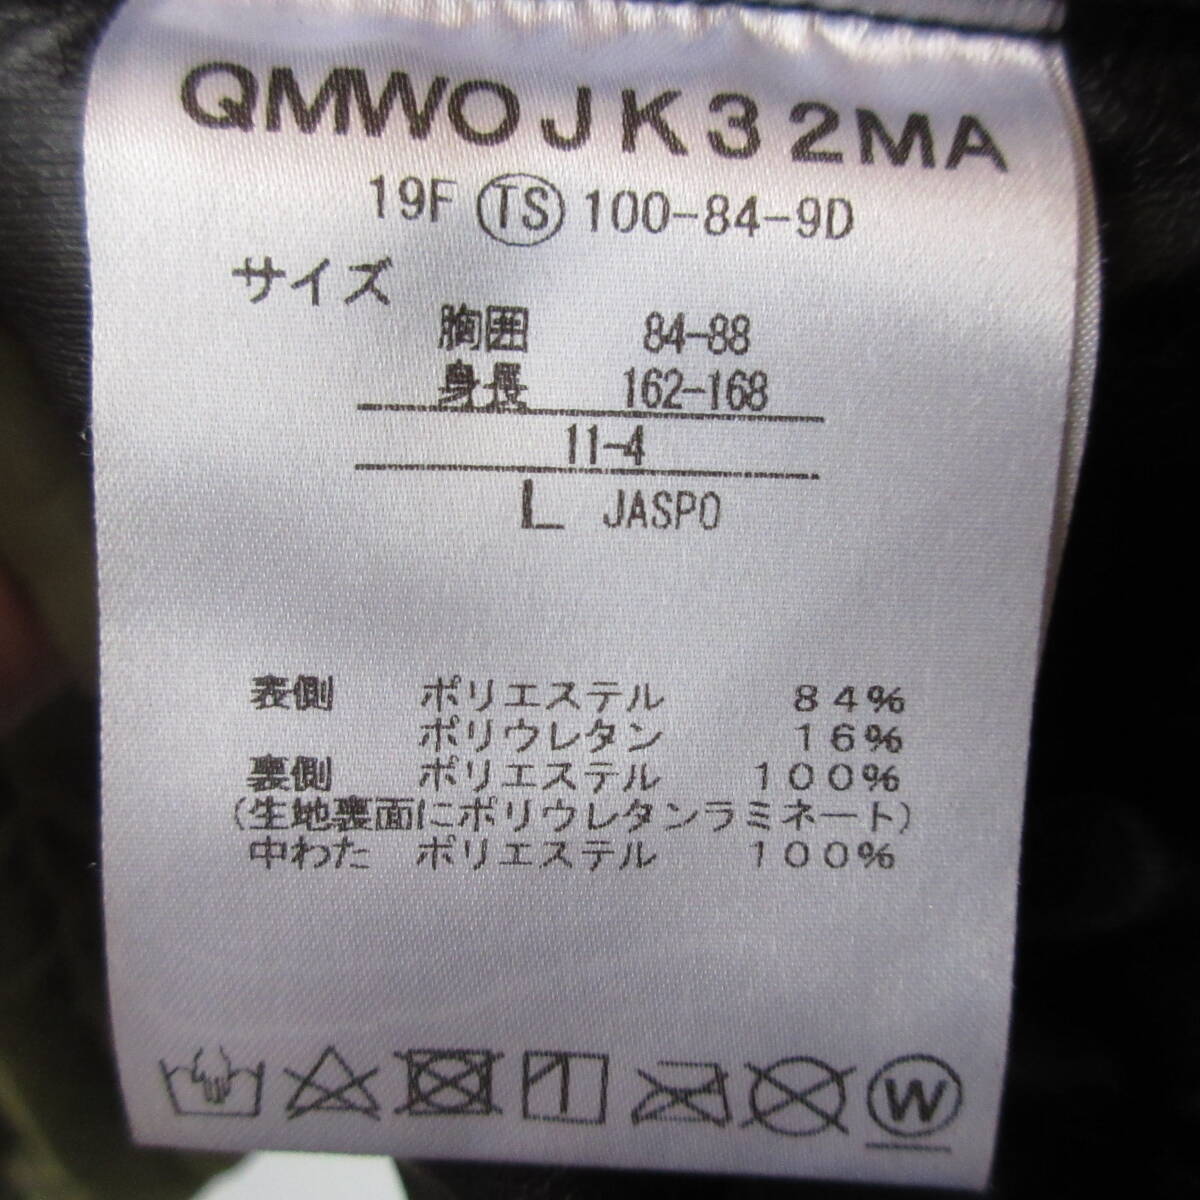 QMWOJK32MA
19F TS 100-84-9D
サイズ
胸囲 84-88
身長 162-168
11-4
L JASPO
表側 ポリエステル 84%
ポリウレタン 16%
裏側 ポリエステル 100%
(生地裏面にポリウレタンラミネート)
中わた ポリエステル 100%
W